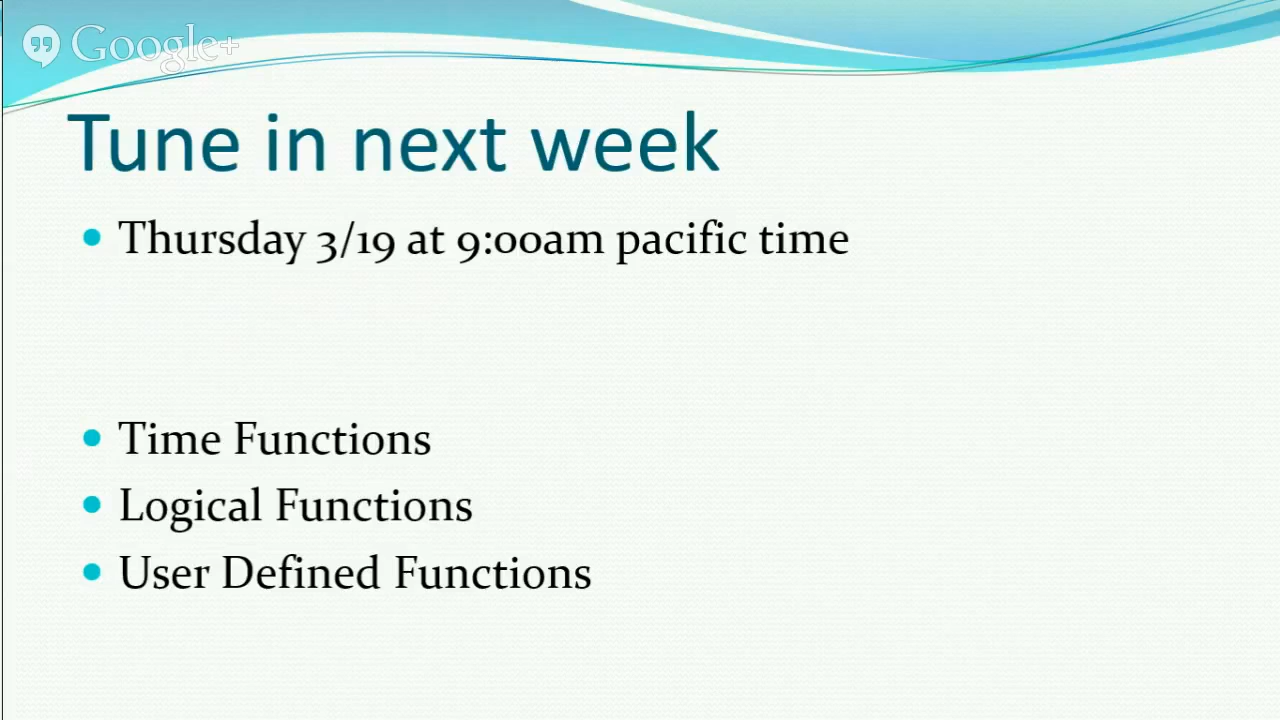 Google+
Tune in next week
Thursday 3/19 at 9:00am pacific time
Time Functions
Logical Functions
User Defined Functions